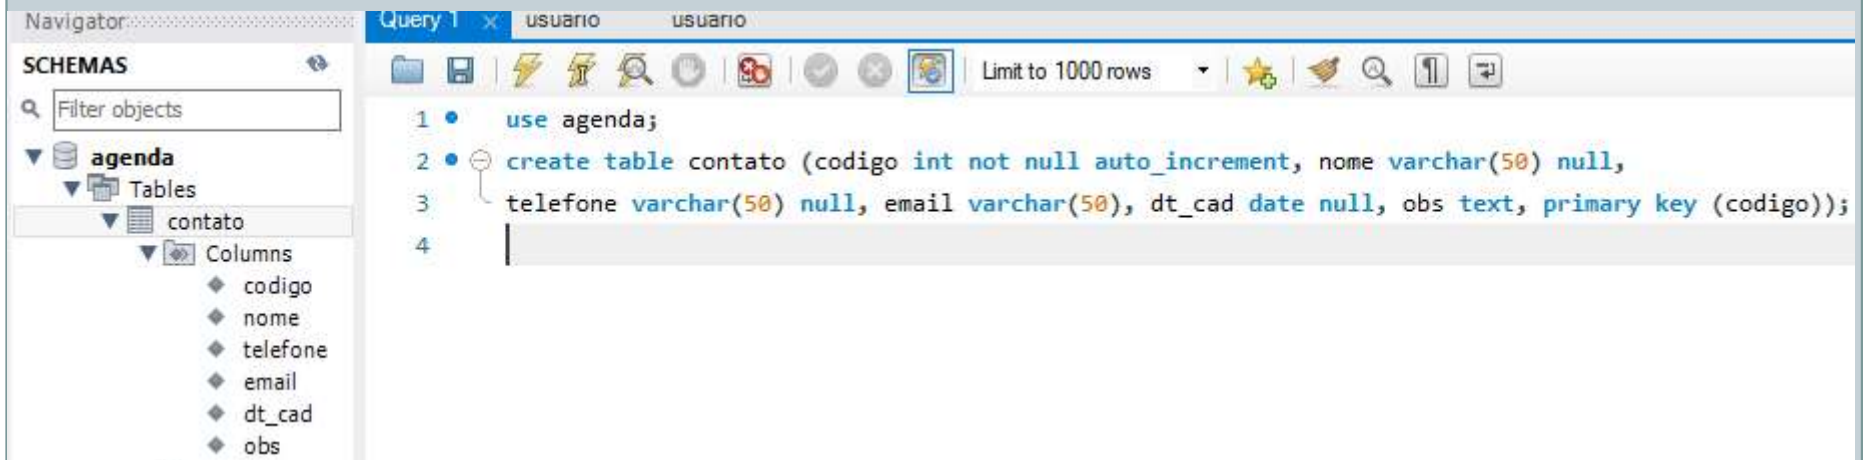 Navigator
SCHEMAS
Filter objects
agenda
Tables
contato
Columns
codigo
nome
telefone
email
dt_cad
obs
Query 1 usuario usuario
Limit to 1000 rows
1 use agenda;
2 create table contato (codigo int not null auto_increment, nome varchar(50) null,
3 telefone varchar(50) null, email varchar(50), dt_cad date null, obs text, primary key (codigo));
4